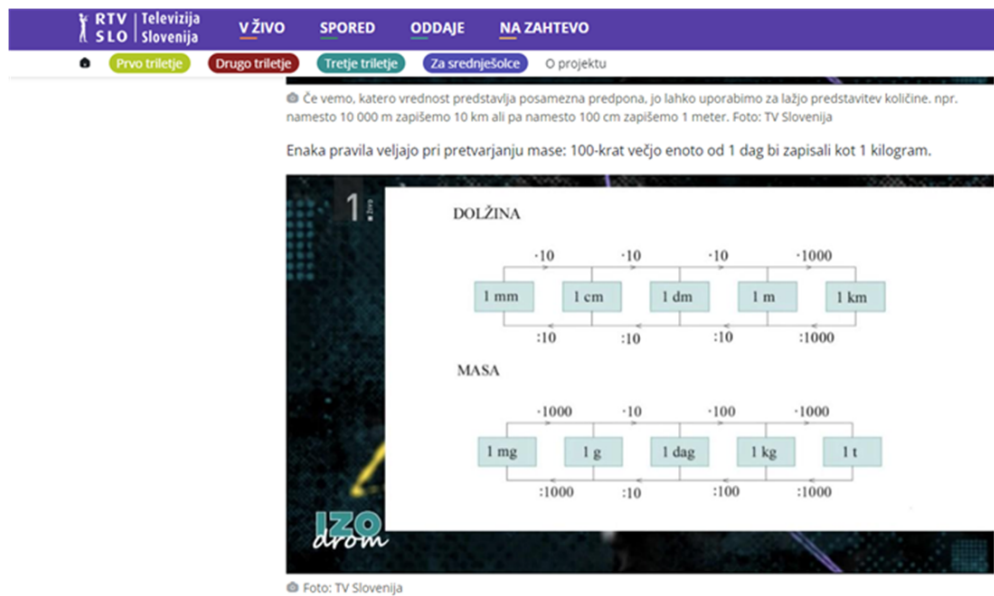 RTV SLO Televizija Slovenija V ŽIVO SPORED ODDAJE NA ZAHTEVO
Prvo triletje Drugo triletje Tretje triletje Za srednješolce O projektu
Če vemo, katero vrednost predstavlja posamezna predpona, jo lahko uporabimo za lažjo predstavitev količine. npr.
namesto 10 000 m zapišemo 10 km ali pa namesto 100 cm zapišemo 1 meter. Foto: TV Slovenija
Enaka pravila veljajo pri pretvarjanju mase: 100-krat večjo enoto od 1 dag bi zapisali kot 1 kilogram.
1 živo
DOLŽINA
·10 ·10 ·10 ·1000
1 mm 1 cm 1 dm 1 m 1 km
:10 :10 :10 :1000
MASA
·1000 ·10 ·100 ·1000
1 mg 1 g 1 dag 1 kg 1 t
:1000 :10 :100 :1000
IZO
drom
Foto: TV Slovenija